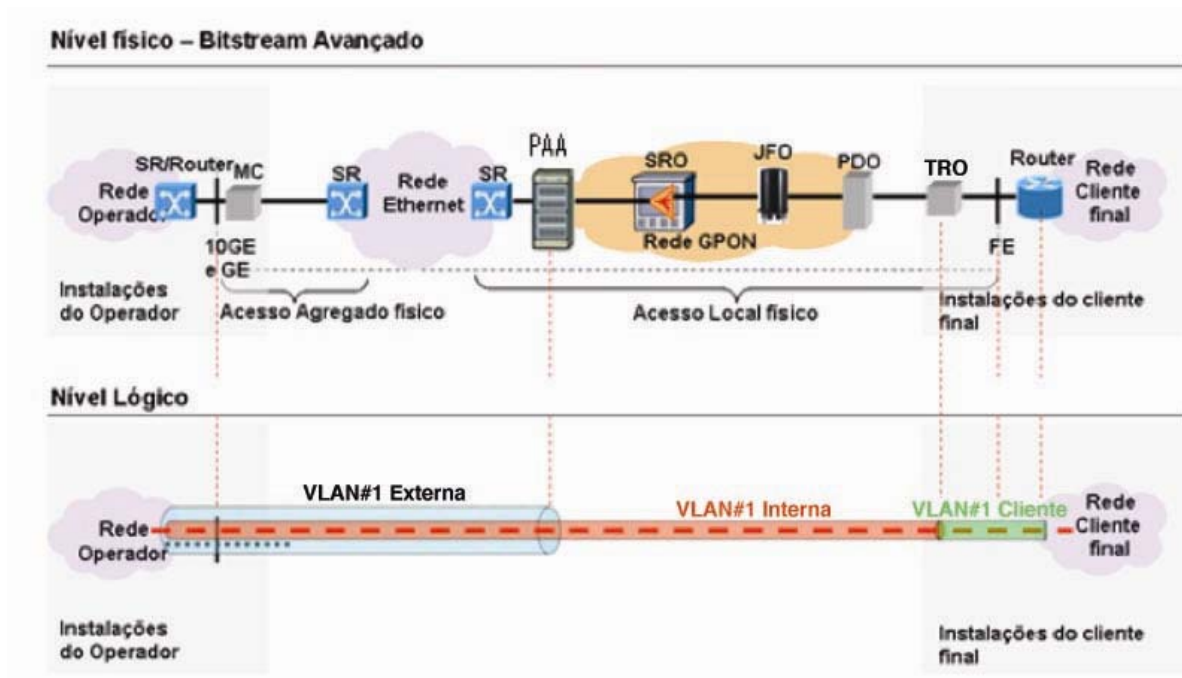 Nível físico – Bitstream Avançado
SR/Router
MC
SR
SR
PAA
SRO
JFO
PDO
TRO
Router
Rede
Operador
Rede
Ethernet
Rede GPON
Rede
Cliente
final
10GE
e GE
FE
Instalações
do Operador
Acesso Agregado físico
Acesso Local físico
Instalações do cliente
final
Nível Lógico
VLAN#1 Externa
VLAN#1 Interna
VLAN#1 Cliente
Rede
Operador
Rede
Cliente
final
Instalações
do Operador
Instalações do cliente
final